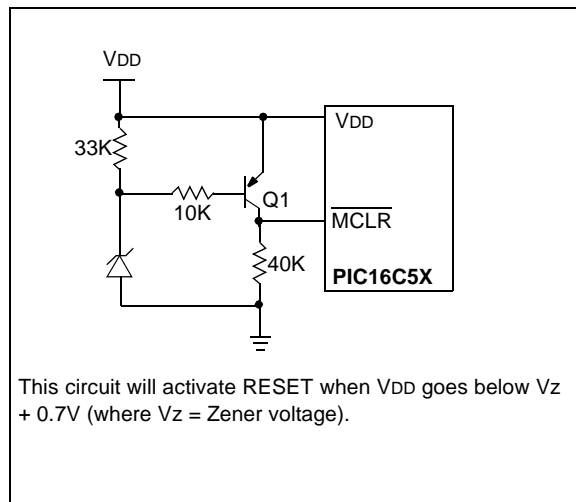 VDD
VDD
33K
Q1
10K
MCLR
40K
PIC16C5X
This circuit will activate RESET when VDD goes below Vz
+ 0.7V (where Vz = Zener voltage).